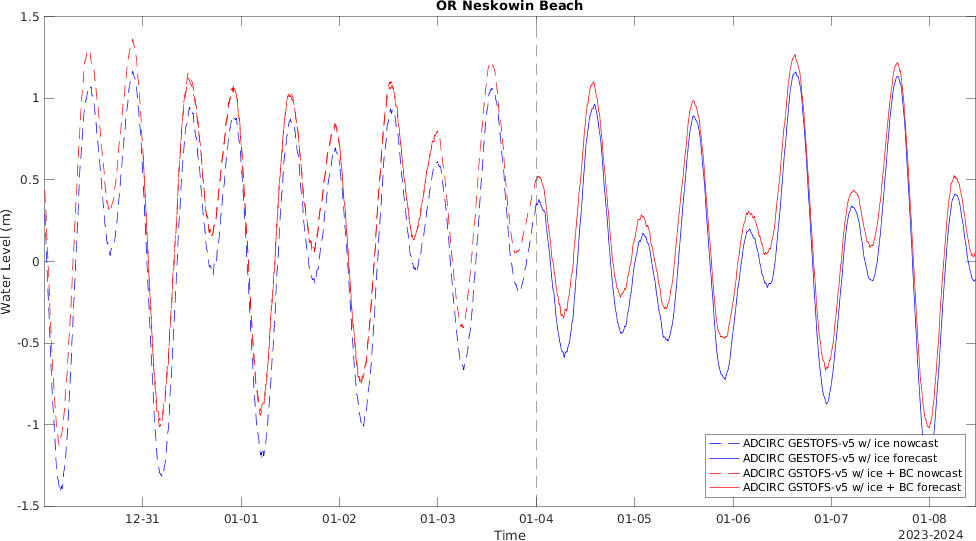 OR Neskowin Beach
1.5
1
0.5
0
-0.5
-1
-1.5
Water Level (m)
12-31
01-01
01-02
01-03
01-04
01-05
01-06
01-07
01-08
Time
2023-2024
ADCIRC GESTOFS-v5 w/ ice nowcast
ADCIRC GESTOFS-v5 w/ ice forecast
ADCIRC GSTOFS-v5 w/ ice + BC nowcast
ADCIRC GSTOFS-v5 w/ ice + BC forecast